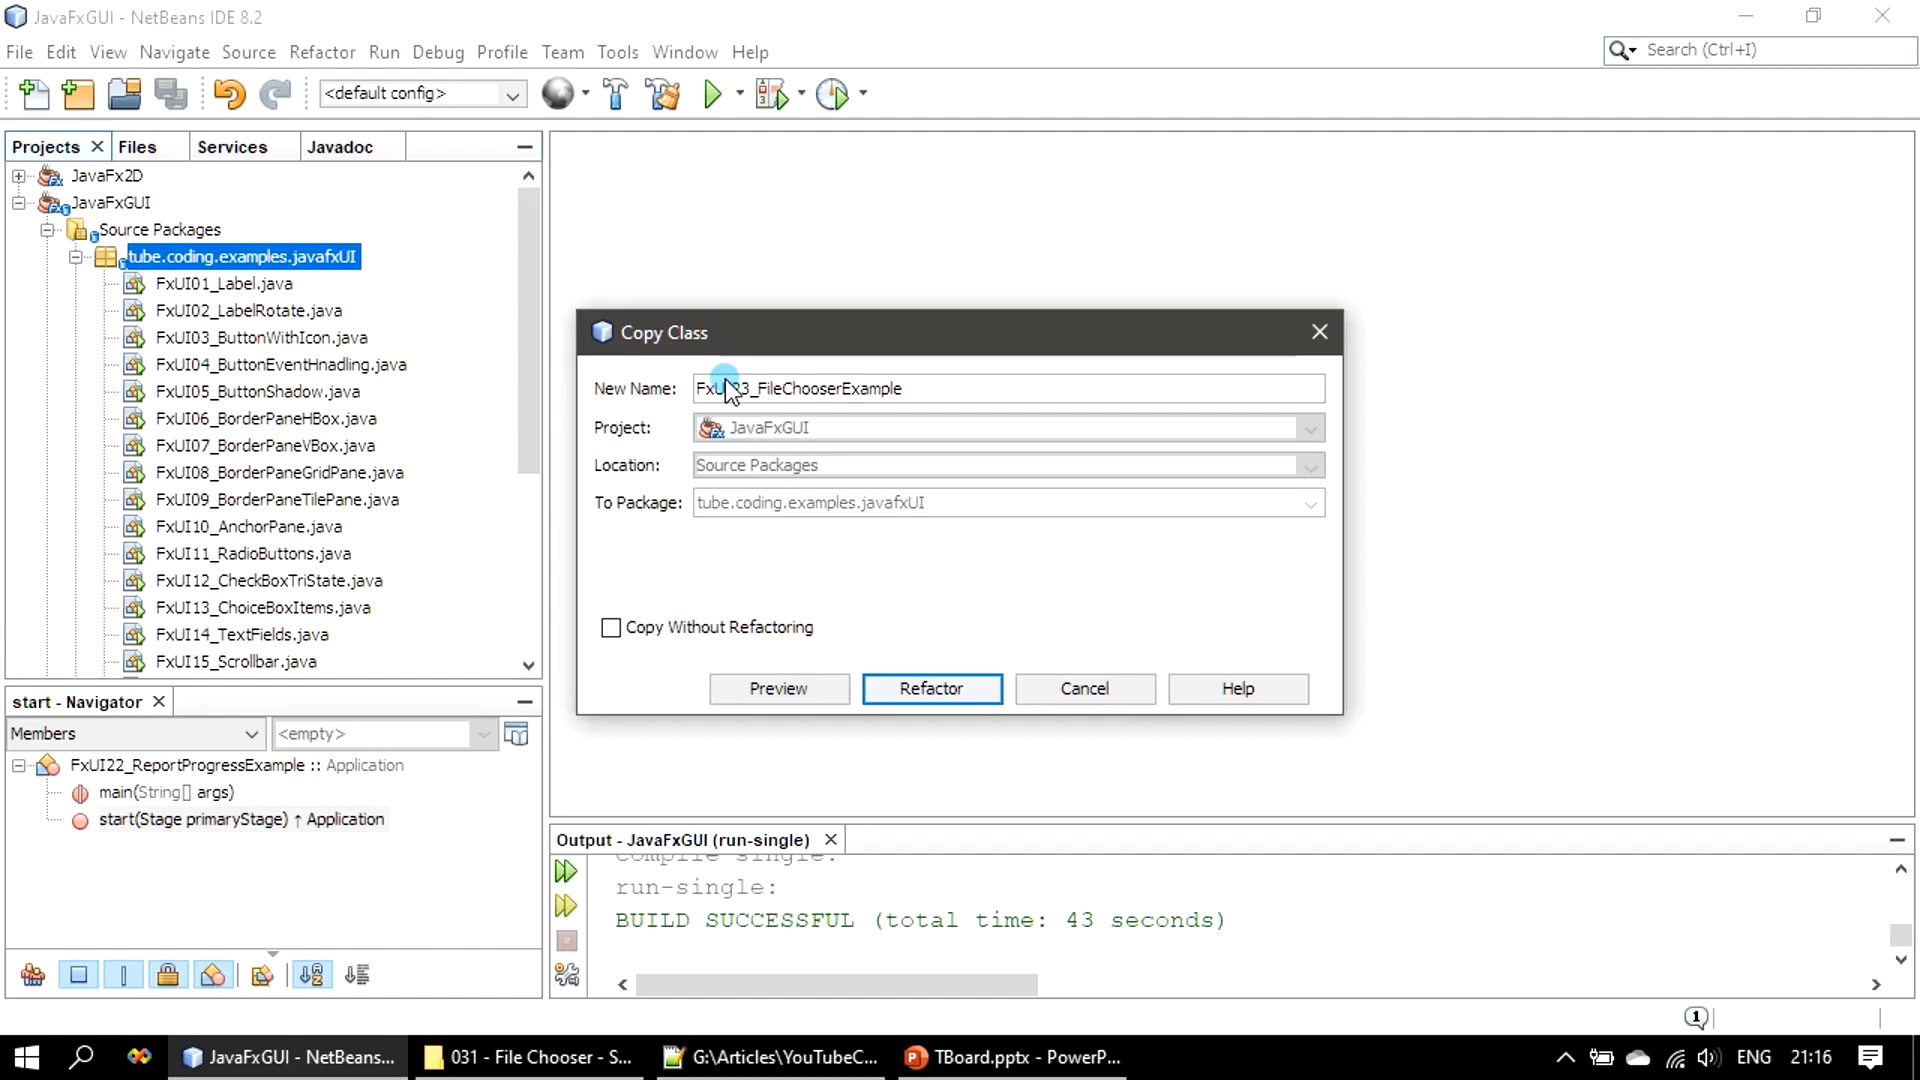 JavaFxGUI - NetBeans IDE 8.2
File Edit View Navigate Source Refactor Run Debug Profile Team Tools Window Help
Search (Ctrl+I)
<default config>
Projects Files Services Javadoc
JavaFx2D
JavaFxGUI
Source Packages
tube.coding.examples.javafxUI
FxUI01_Label.java
FxUI02_LabelRotate.java
FxUI03_ButtonWithIcon.java
FxUI04_ButtonEventHnadling.java
FxUI05_ButtonShadow.java
FxUI06_BorderPaneHBox.java
FxUI07_BorderPaneVBox.java
FxUI08_BorderPaneGridPane.java
FxUI09_BorderPaneTilePane.java
FxUI10_AnchorPane.java
FxUI11_RadioButtons.java
FxUI12_CheckBoxTriState.java
FxUI13_ChoiceBoxItems.java
FxUI14_TextFields.java
FxUI15_Scrollbar.java
Copy Class
New Name: FxUI23_FileChooserExample
Project: JavaFxGUI
Location: Source Packages
To Package: tube.coding.examples.javafxUI
Copy Without Refactoring
Preview Refactor Cancel Help
start - Navigator
Members <empty>
FxUI22_ReportProgressExample :: Application
main(String[] args)
start(Stage primaryStage) ↑ Application
Output - JavaFxGUI (run-single)
compile-single:
run-single:
BUILD SUCCESSFUL (total time: 43 seconds)
1
JavaFxGUI - NetBeans... 031 - File Chooser - S... G:\Articles\YouTubeC... TBoard.pptx - PowerP... ENG 21:16